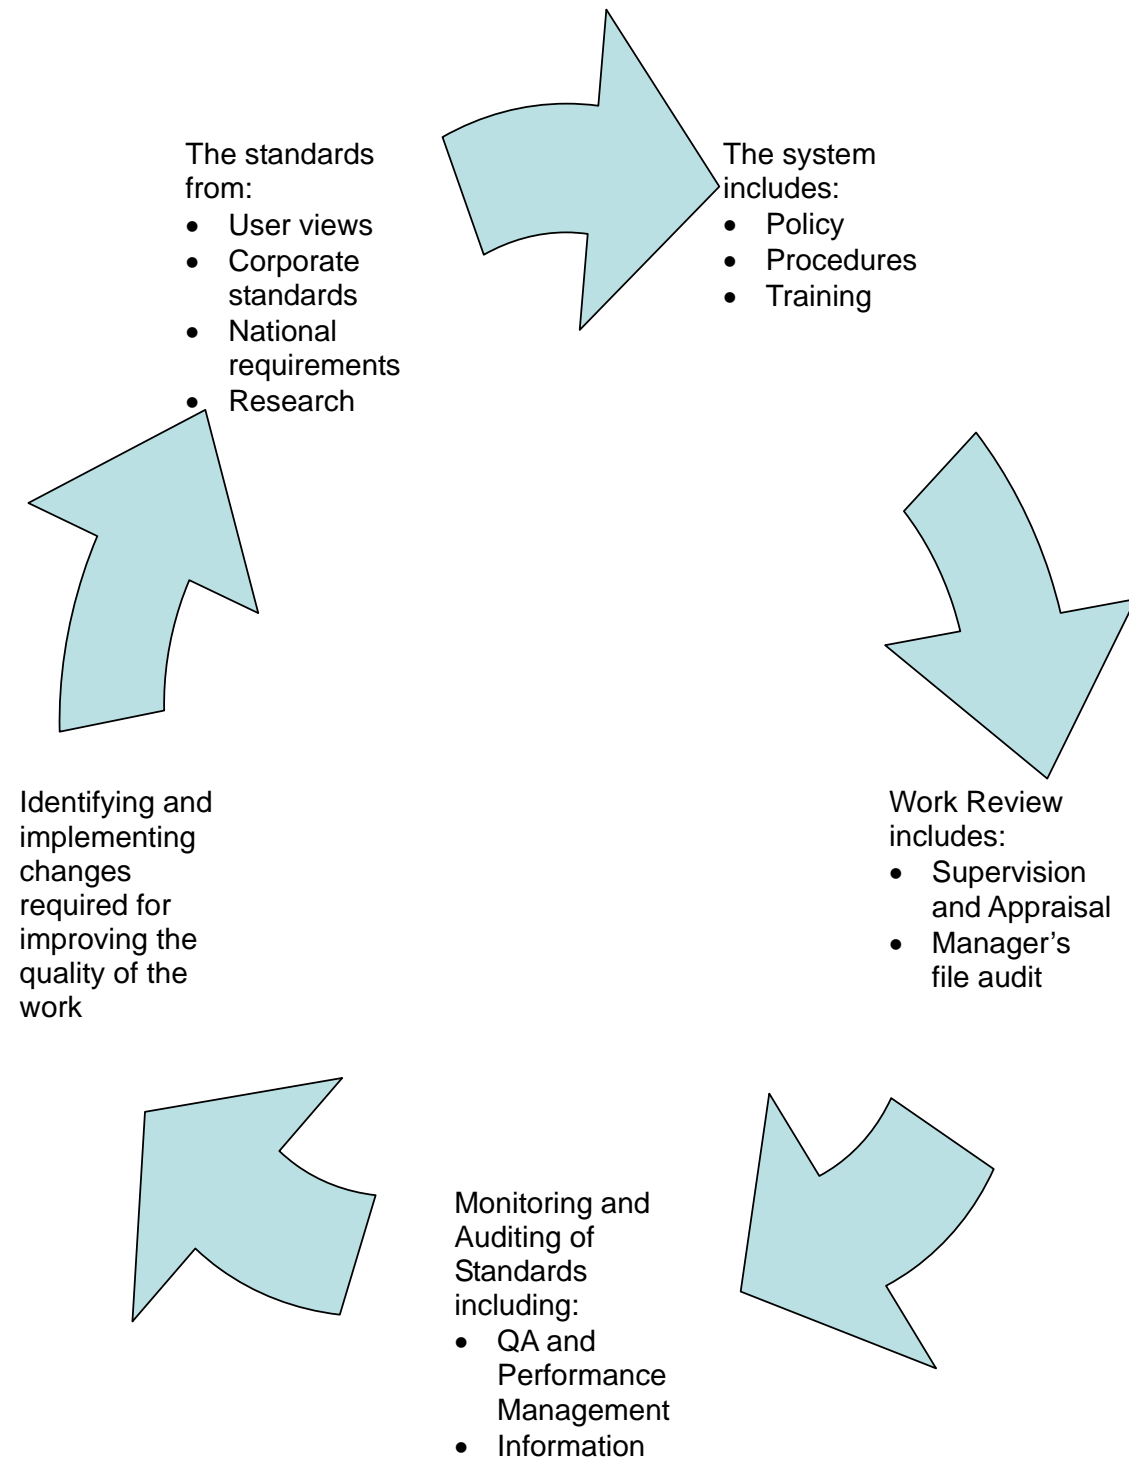 The standards
from:
• User views
• Corporate
standards
• National
requirements
• Research
The system
includes:
• Policy
• Procedures
• Training
Work Review
includes:
• Supervision
and Appraisal
• Manager’s
file audit
Monitoring and
Auditing of
Standards
including:
• QA and
Performance
Management
• Information
Identifying and
implementing
changes
required for
improving the
quality of the
work